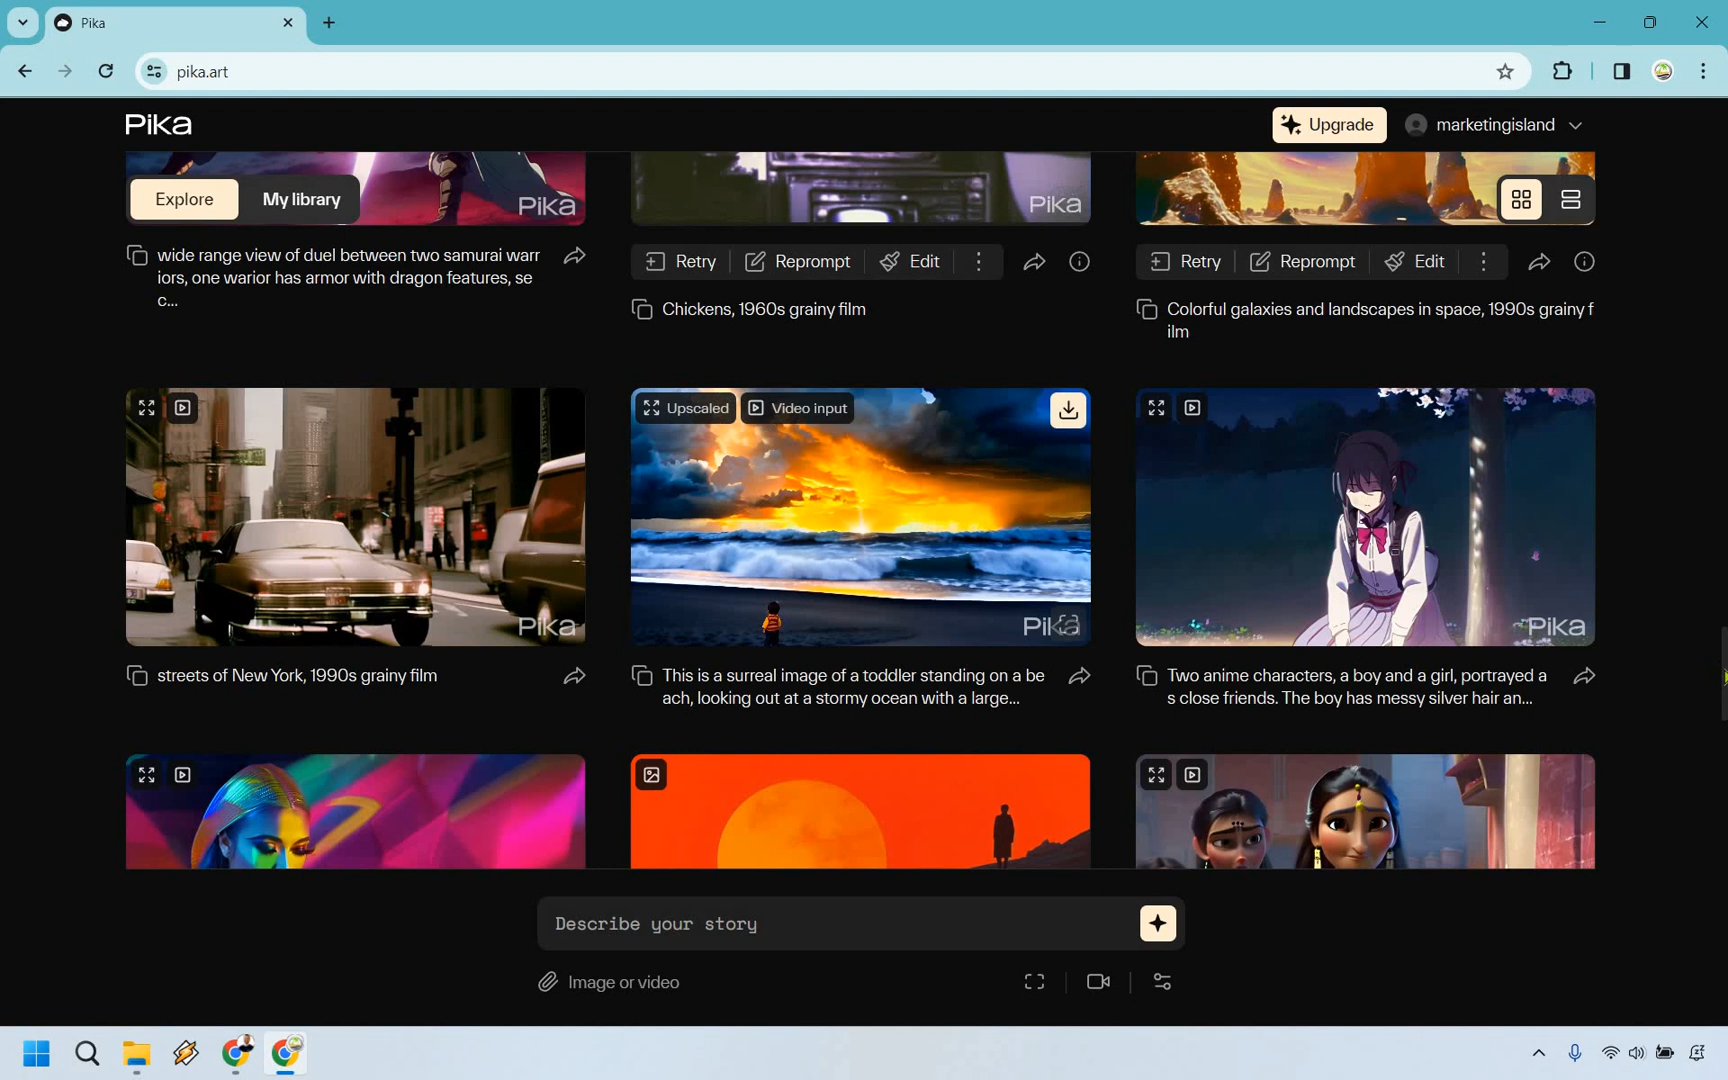 Pika
pika.art
Pika
Upgrade
marketingisland
Explore
My library
Pika
Pika
wide range view of duel between two samurai warr
iors, one warior has armor with dragon features, se
c...
Retry
Reprompt
Edit
Chickens, 1960s grainy film
Retry
Reprompt
Edit
Colorful galaxies and landscapes in space, 1990s grainy f
ilm
Upscaled
Video input
Pika
Pika
Pika
streets of New York, 1990s grainy film
This is a surreal image of a toddler standing on a be
ach, looking out at a stormy ocean with a large...
Two anime characters, a boy and a girl, portrayed a
s close friends. The boy has messy silver hair an...
Describe your story
Image or video